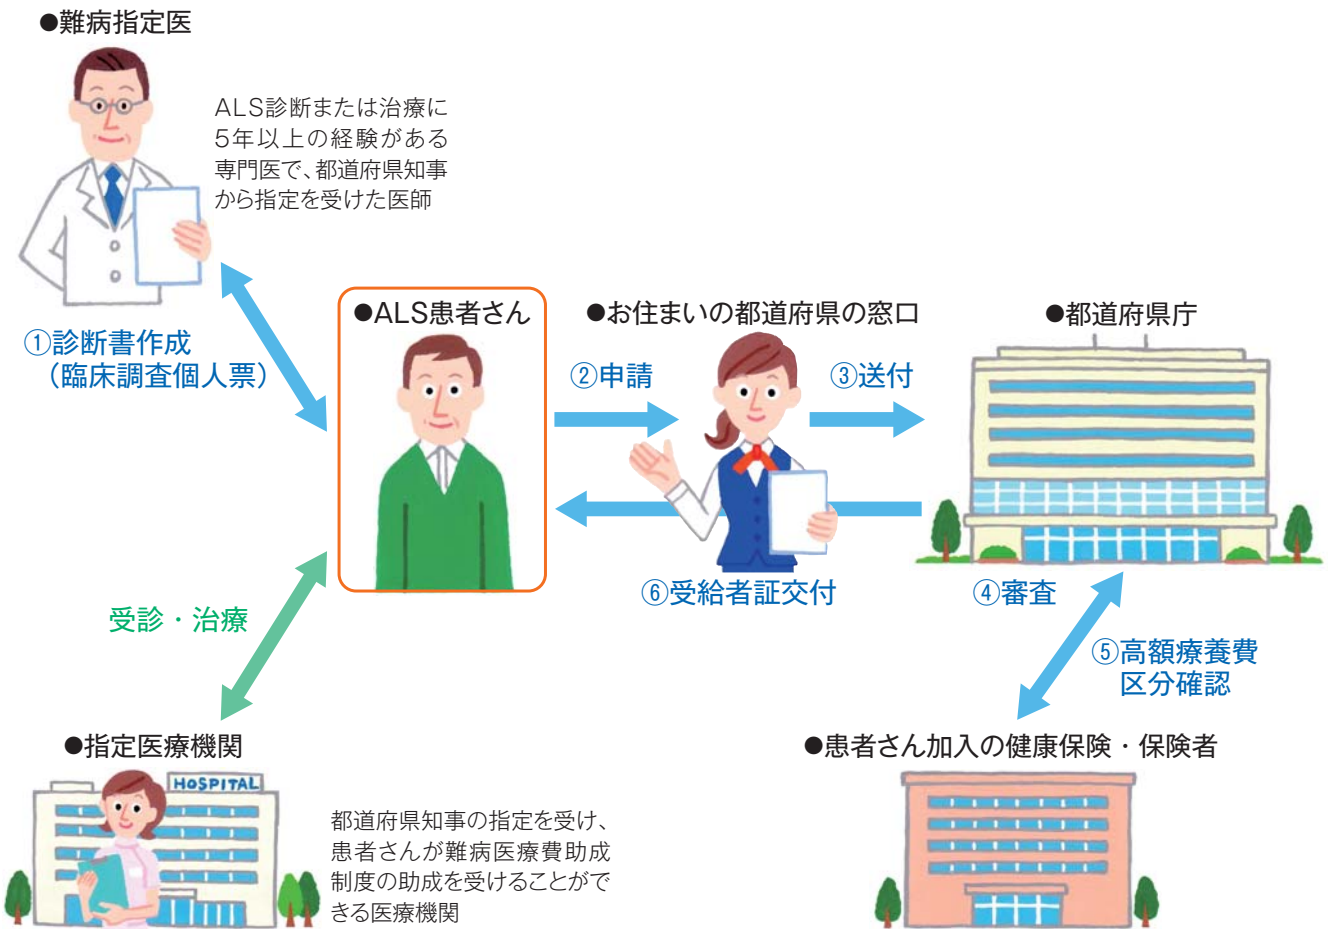 ●難病指定医
ALS診断または治療に
5年以上の経験がある
専門医で、都道府県知事
から指定を受けた医師
①診断書作成
（臨床調査個人票）
●ALS患者さん
②申請
●お住まいの都道府県の窓口
③送付
●都道府県庁
⑥受給者証交付
④審査
⑤高額療養費
区分確認
受診・治療
●指定医療機関
HOSPITAL
都道府県知事の指定を受け、
患者さんが難病医療費助成
制度の助成を受けることがで
きる医療機関
●患者さん加入の健康保険・保険者